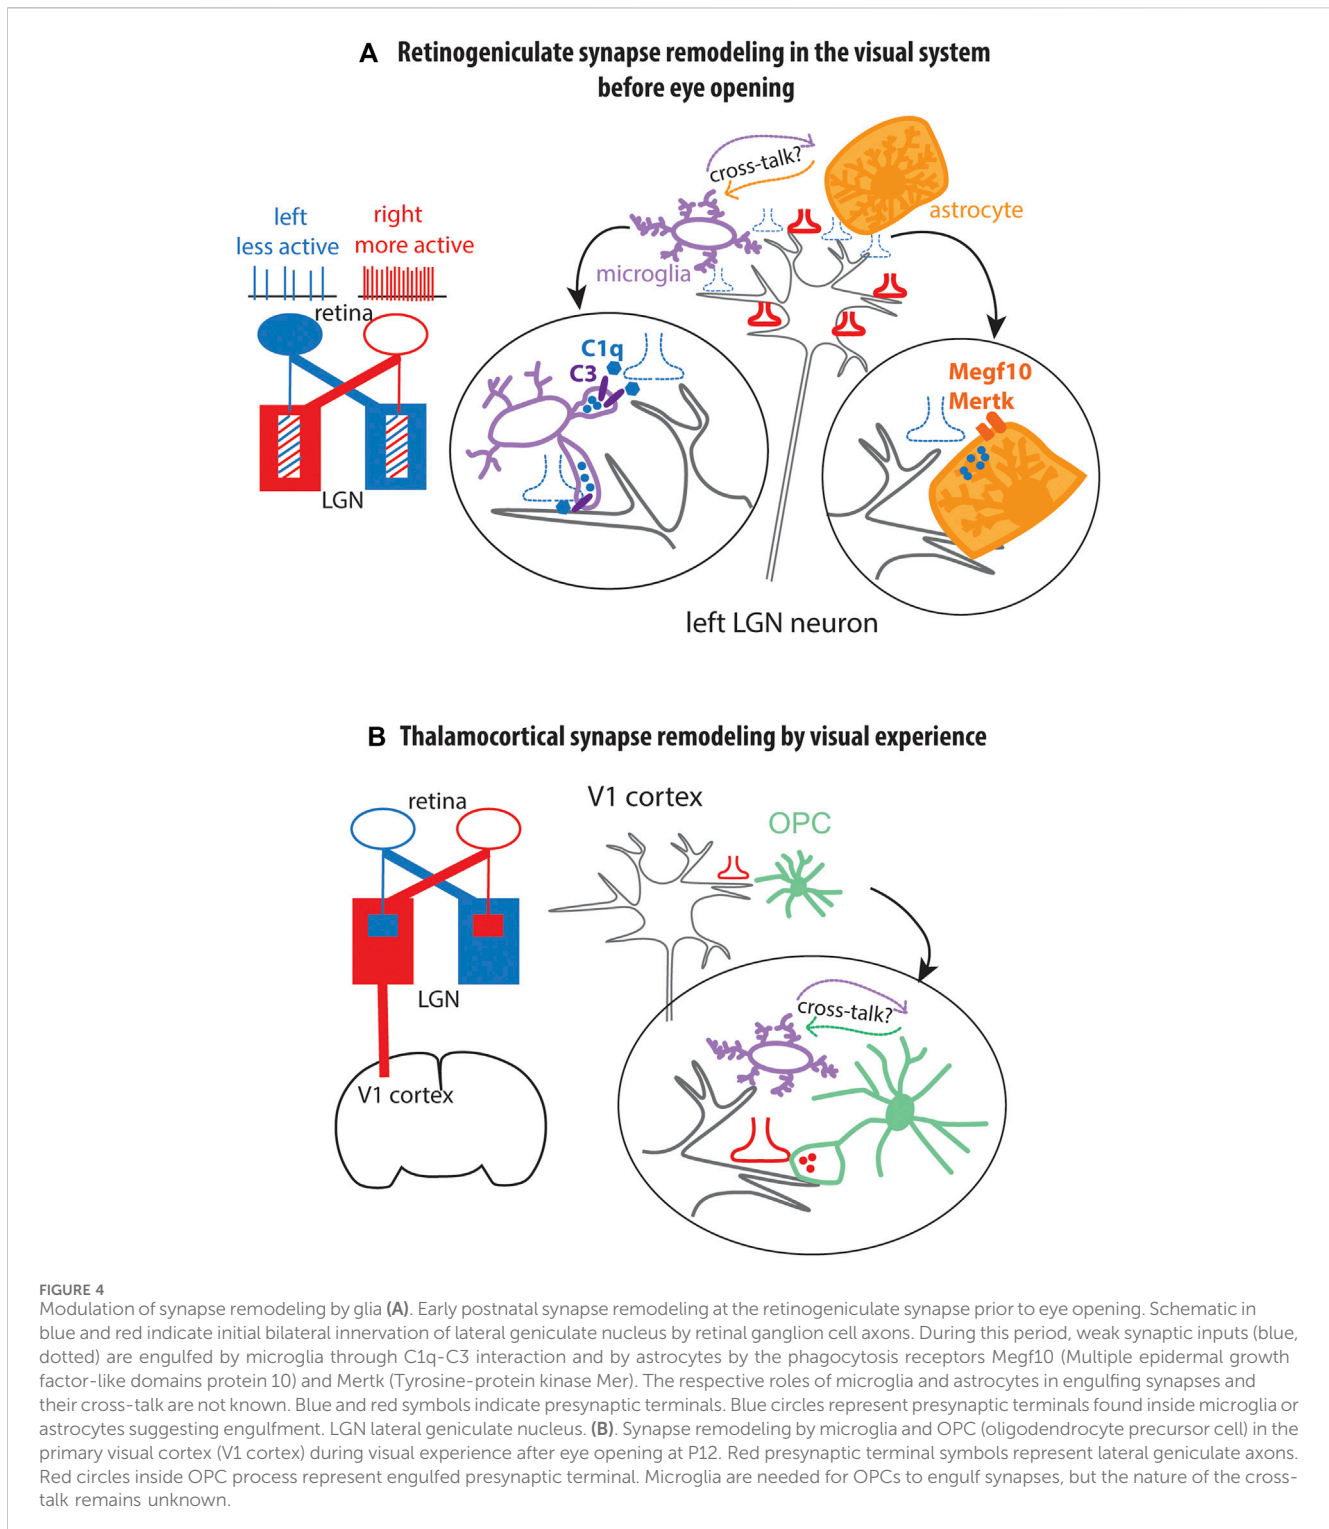 A Retinogeniculate synapse remodeling in the visual system
before eye opening
cross-talk?
astrocyte
left
less active
right
more active
microglia
retina
C1q
C3
Megf10
Mertk
LGN
left LGN neuron
B Thalamocortical synapse remodeling by visual experience
retina
V1 cortex
OPC
LGN
cross-talk?
V1 cortex
FIGURE 4
Modulation of synapse remodeling by glia (A). Early postnatal synapse remodeling at the retinogeniculate synapse prior to eye opening. Schematic in
blue and red indicate initial bilateral innervation of lateral geniculate nucleus by retinal ganglion cell axons. During this period, weak synaptic inputs (blue,
dotted) are engulfed by microglia through C1q-C3 interaction and by astrocytes by the phagocytosis receptors Megf10 (Multiple epidermal growth
factor-like domains protein 10) and Mertk (Tyrosine-protein kinase Mer). The respective roles of microglia and astrocytes in engulfing synapses and
their cross-talk are not known. Blue and red symbols indicate presynaptic terminals. Blue circles represent presynaptic terminals found inside microglia or
astrocytes suggesting engulfment. LGN lateral geniculate nucleus. (B). Synapse remodeling by microglia and OPC (oligodendrocyte precursor cell) in the
primary visual cortex (V1 cortex) during visual experience after eye opening at P12. Red presynaptic terminal symbols represent lateral geniculate axons.
Red circles inside OPC process represent engulfed presynaptic terminal. Microglia are needed for OPCs to engulf synapses, but the nature of the cross-
talk remains unknown.